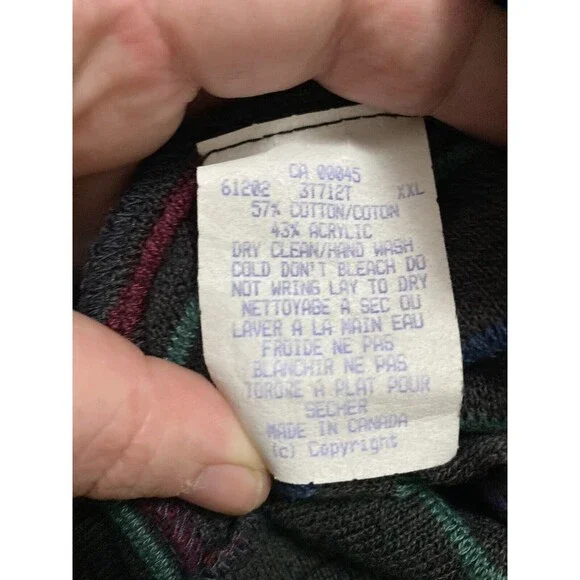 CA 00045
61202 3T712T XXL
57% COTTON/COTON
43% ACRYLIC
DRY CLEAN/HAND WASH
COLD DON'T BLEACH DO
NOT WRING LAY TO DRY
NETTOYAGE A SEC OU
LAVER A LA MAIN EAU
FROIDE NE PAS
BLANCHIR NE PAS
TORDRE A PLAT POUR
SECHER
MADE IN CANADA
(c) Copyright